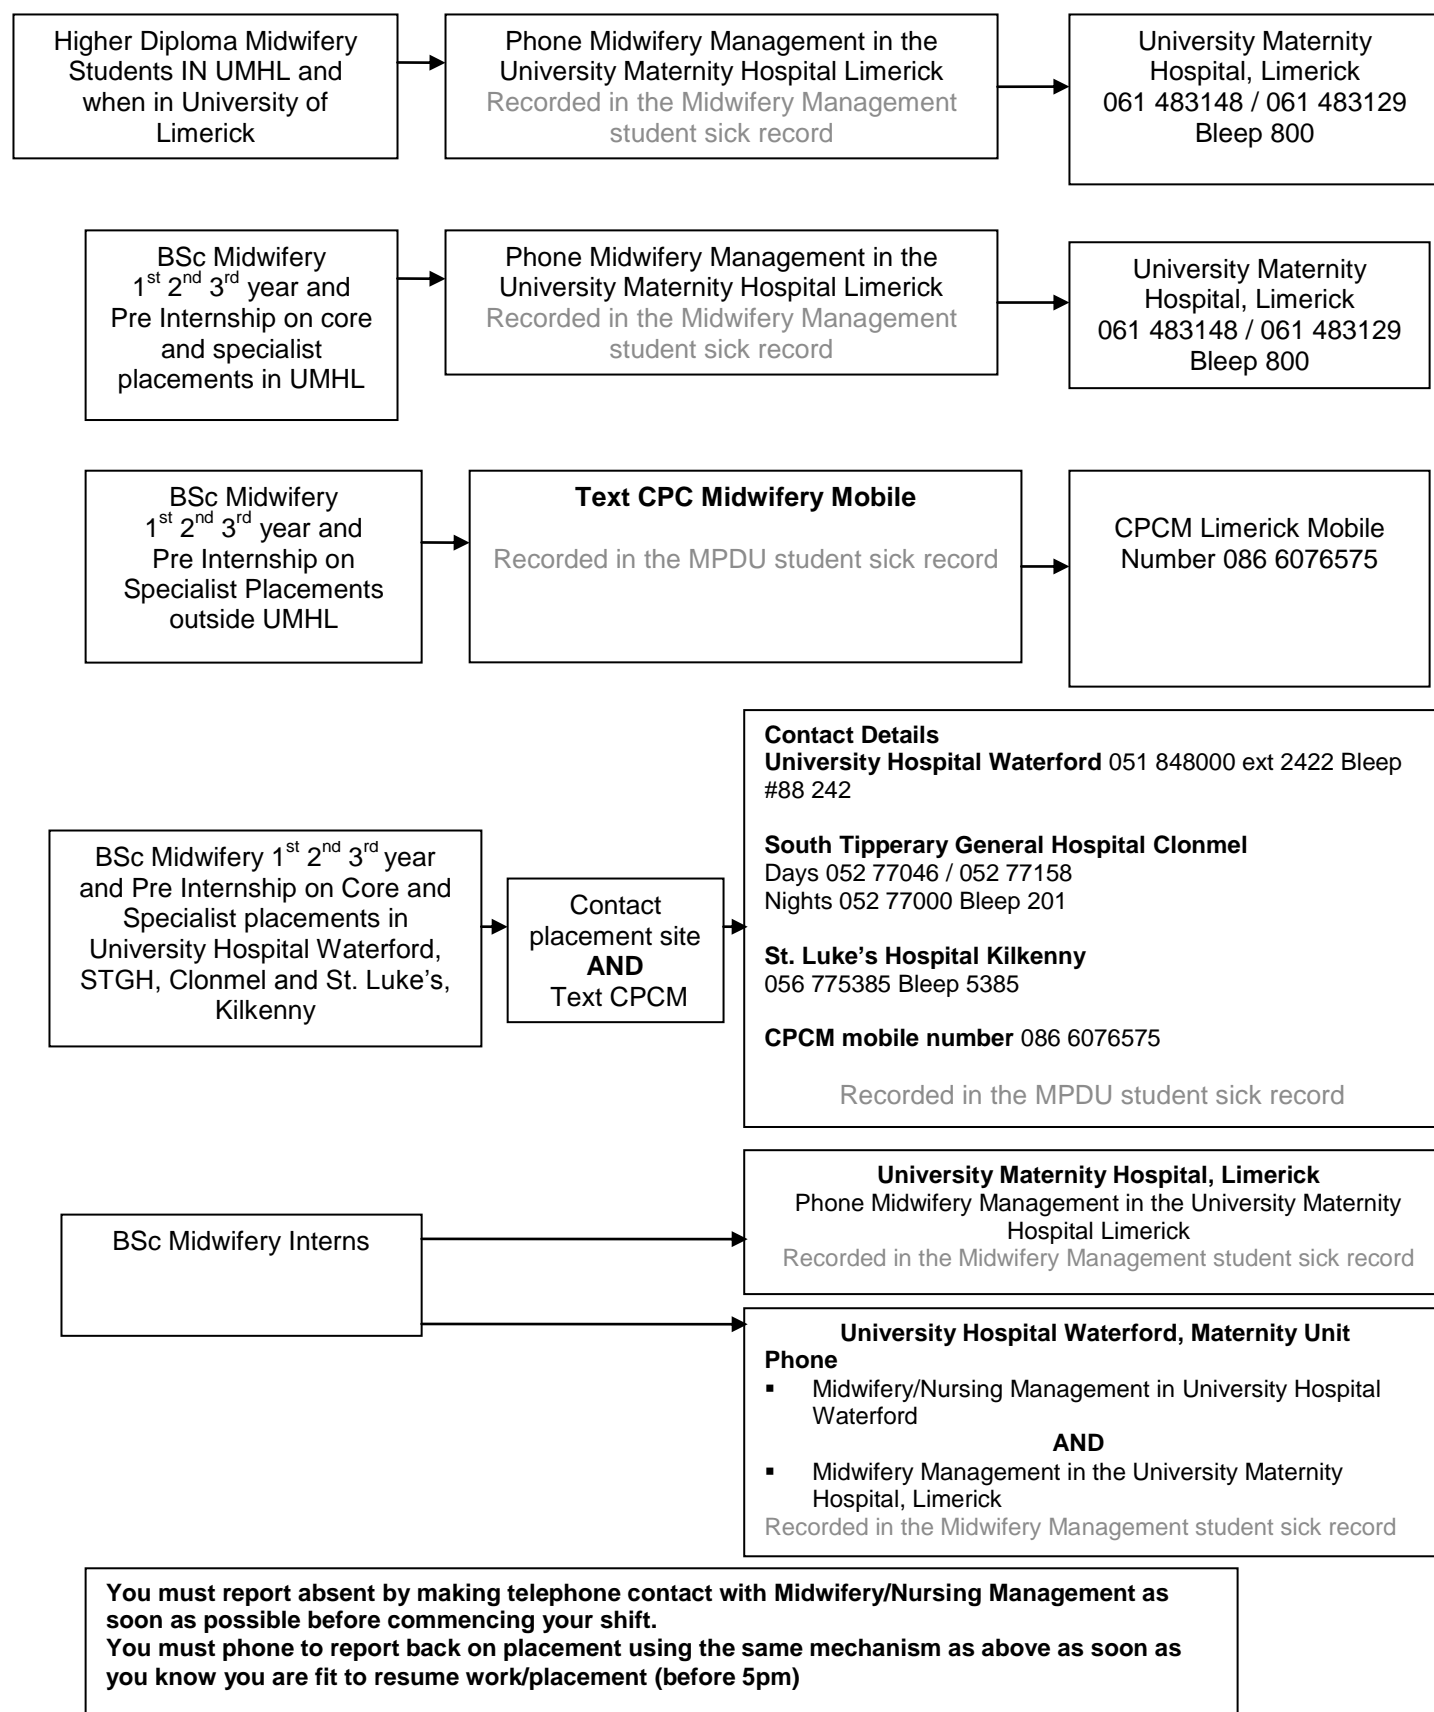 Higher Diploma Midwifery
Students IN UMHL and
when in University of
Limerick
Phone Midwifery Management in the
University Maternity Hospital Limerick
Recorded in the Midwifery Management
student sick record
University Maternity
Hospital, Limerick
061 483148 / 061 483129
Bleep 800
BSc Midwifery
1st 2nd 3rd year and
Pre Internship on core
and specialist
placements in UMHL
Phone Midwifery Management in the
University Maternity Hospital Limerick
Recorded in the Midwifery Management
student sick record
University Maternity
Hospital, Limerick
061 483148 / 061 483129
Bleep 800
BSc Midwifery
1st 2nd 3rd year and
Pre Internship on
Specialist Placements
outside UMHL
Text CPC Midwifery Mobile
Recorded in the MPDU student sick record
CPCM Limerick Mobile
Number 086 6076575
BSc Midwifery 1st 2nd 3rd year
and Pre Internship on Core and
Specialist placements in
University Hospital Waterford,
STGH, Clonmel and St. Luke's,
Kilkenny
Contact
placement site
AND
Text CPCM
Contact Details
University Hospital Waterford 051 848000 ext 2422 Bleep
#88 242
South Tipperary General Hospital Clonmel
Days 052 77046 / 052 77158
Nights 052 77000 Bleep 201
St. Luke's Hospital Kilkenny
056 775385 Bleep 5385
CPCM mobile number 086 6076575
Recorded in the MPDU student sick record
BSc Midwifery Interns
University Maternity Hospital, Limerick
Phone Midwifery Management in the University Maternity
Hospital Limerick
Recorded in the Midwifery Management student sick record
University Hospital Waterford, Maternity Unit
Phone
▪ Midwifery/Nursing Management in University Hospital
Waterford
AND
▪ Midwifery Management in the University Maternity
Hospital, Limerick
Recorded in the Midwifery Management student sick record
You must report absent by making telephone contact with Midwifery/Nursing Management as
soon as possible before commencing your shift.
You must phone to report back on placement using the same mechanism as above as soon as
you know you are fit to resume work/placement (before 5pm)